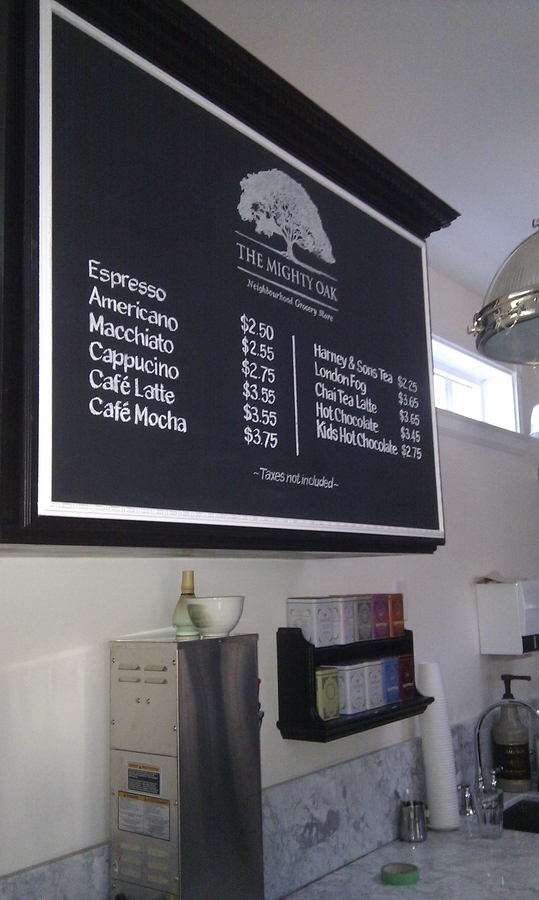 THE MIGHTY OAK
Neighbourhood Grocery Store
Espresso $2.50
Americano $2.55
Macchiato $2.75
Cappucino $3.55
Café Latte $3.55
Café Mocha $3.75
Harney & Sons Tea $2.25
London Fog $3.65
Chai Tea Latte $3.65
Hot Chocolate $3.45
Kids Hot Chocolate $2.75
~Taxes not included~